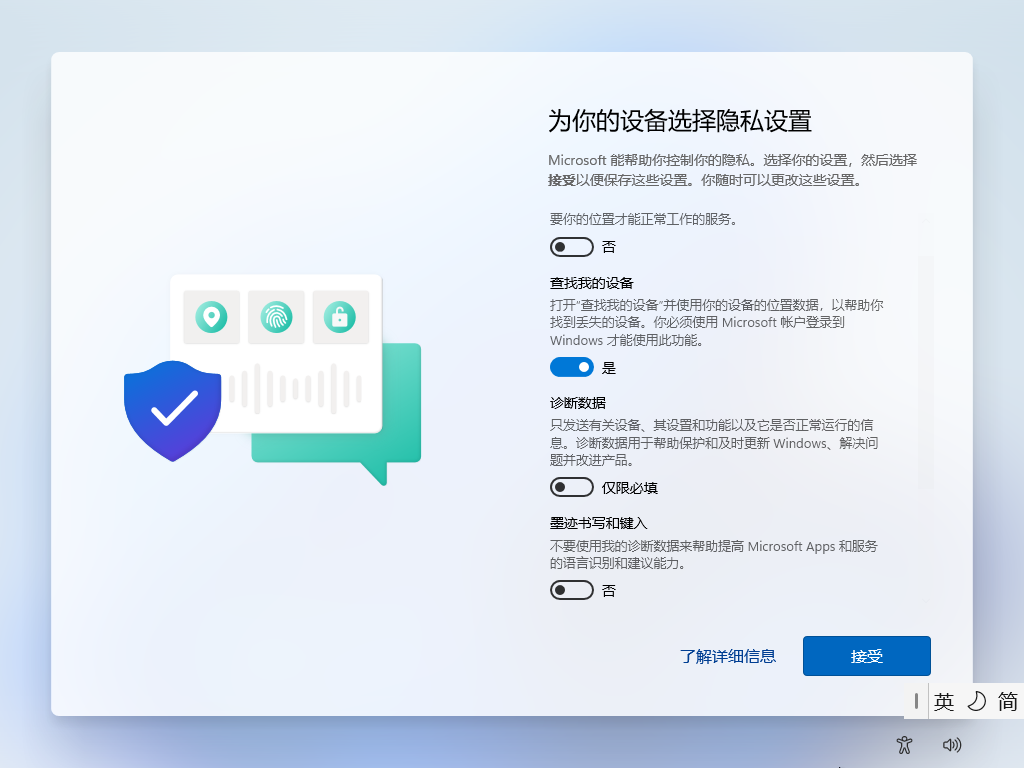 为你的设备选择隐私设置
Microsoft 能帮助你控制你的隐私。选择你的设置，然后选择
接受以便保存这些设置。你随时可以更改这些设置。
要你的位置才能正常工作的服务。
否
查找我的设备
打开“查找我的设备”并使用你的设备的位置数据，以帮助你
找到丢失的设备。你必须使用 Microsoft 帐户登录到
Windows 才能使用此功能。
是
诊断数据
只发送有关设备、其设置和功能以及它是否正常运行的信
息。诊断数据用于帮助保护和及时更新 Windows、解决问
题并改进产品。
仅限必填
墨迹书写和键入
不要使用我的诊断数据来帮助提高 Microsoft Apps 和服务
的语言识别和建议能力。
否
了解详细信息
接受
英 简